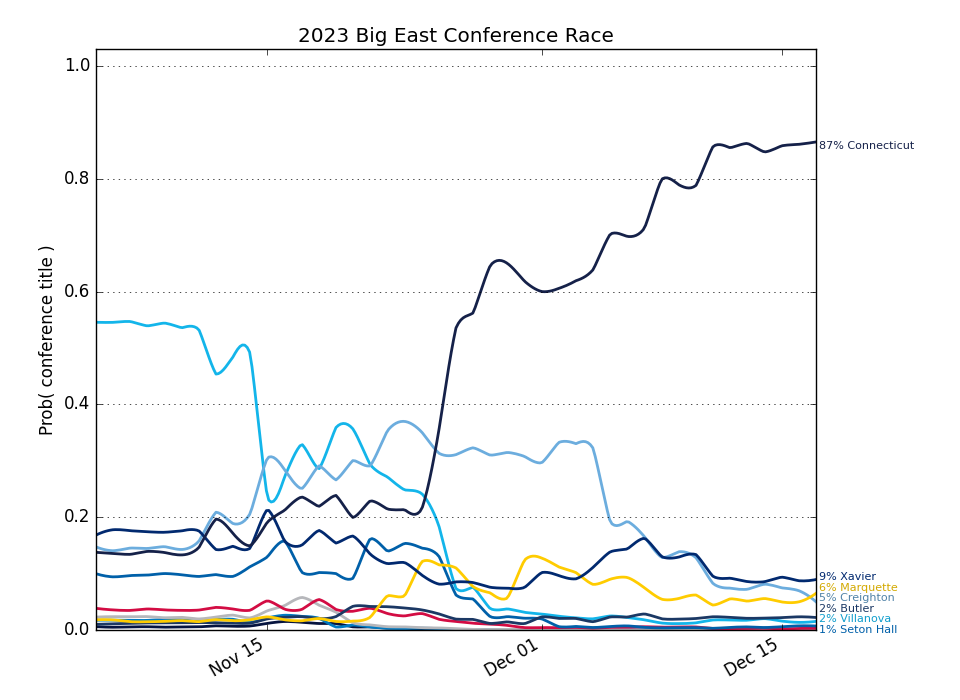 2023 Big East Conference Race
1.0
0.8
0.6
0.4
0.2
0.0
Prob( conference title )
Nov 15
Dec 01
Dec 15
87% Connecticut
9% Xavier
6% Marquette
5% Creighton
2% Butler
2% Villanova
1% Seton Hall